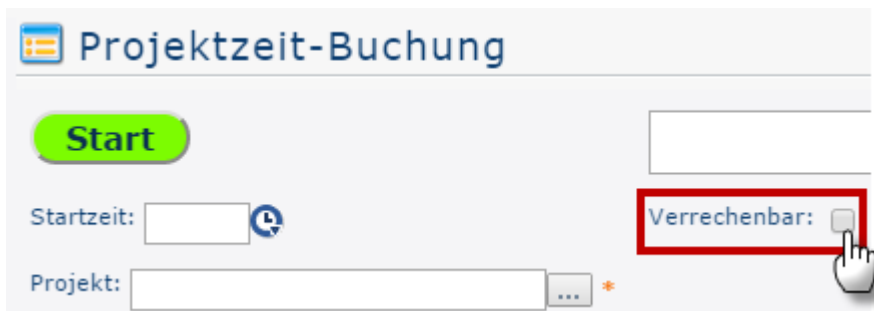 Projektzeit-Buchung
Start
Startzeit:
Verrechenbar:
Projekt: ... *